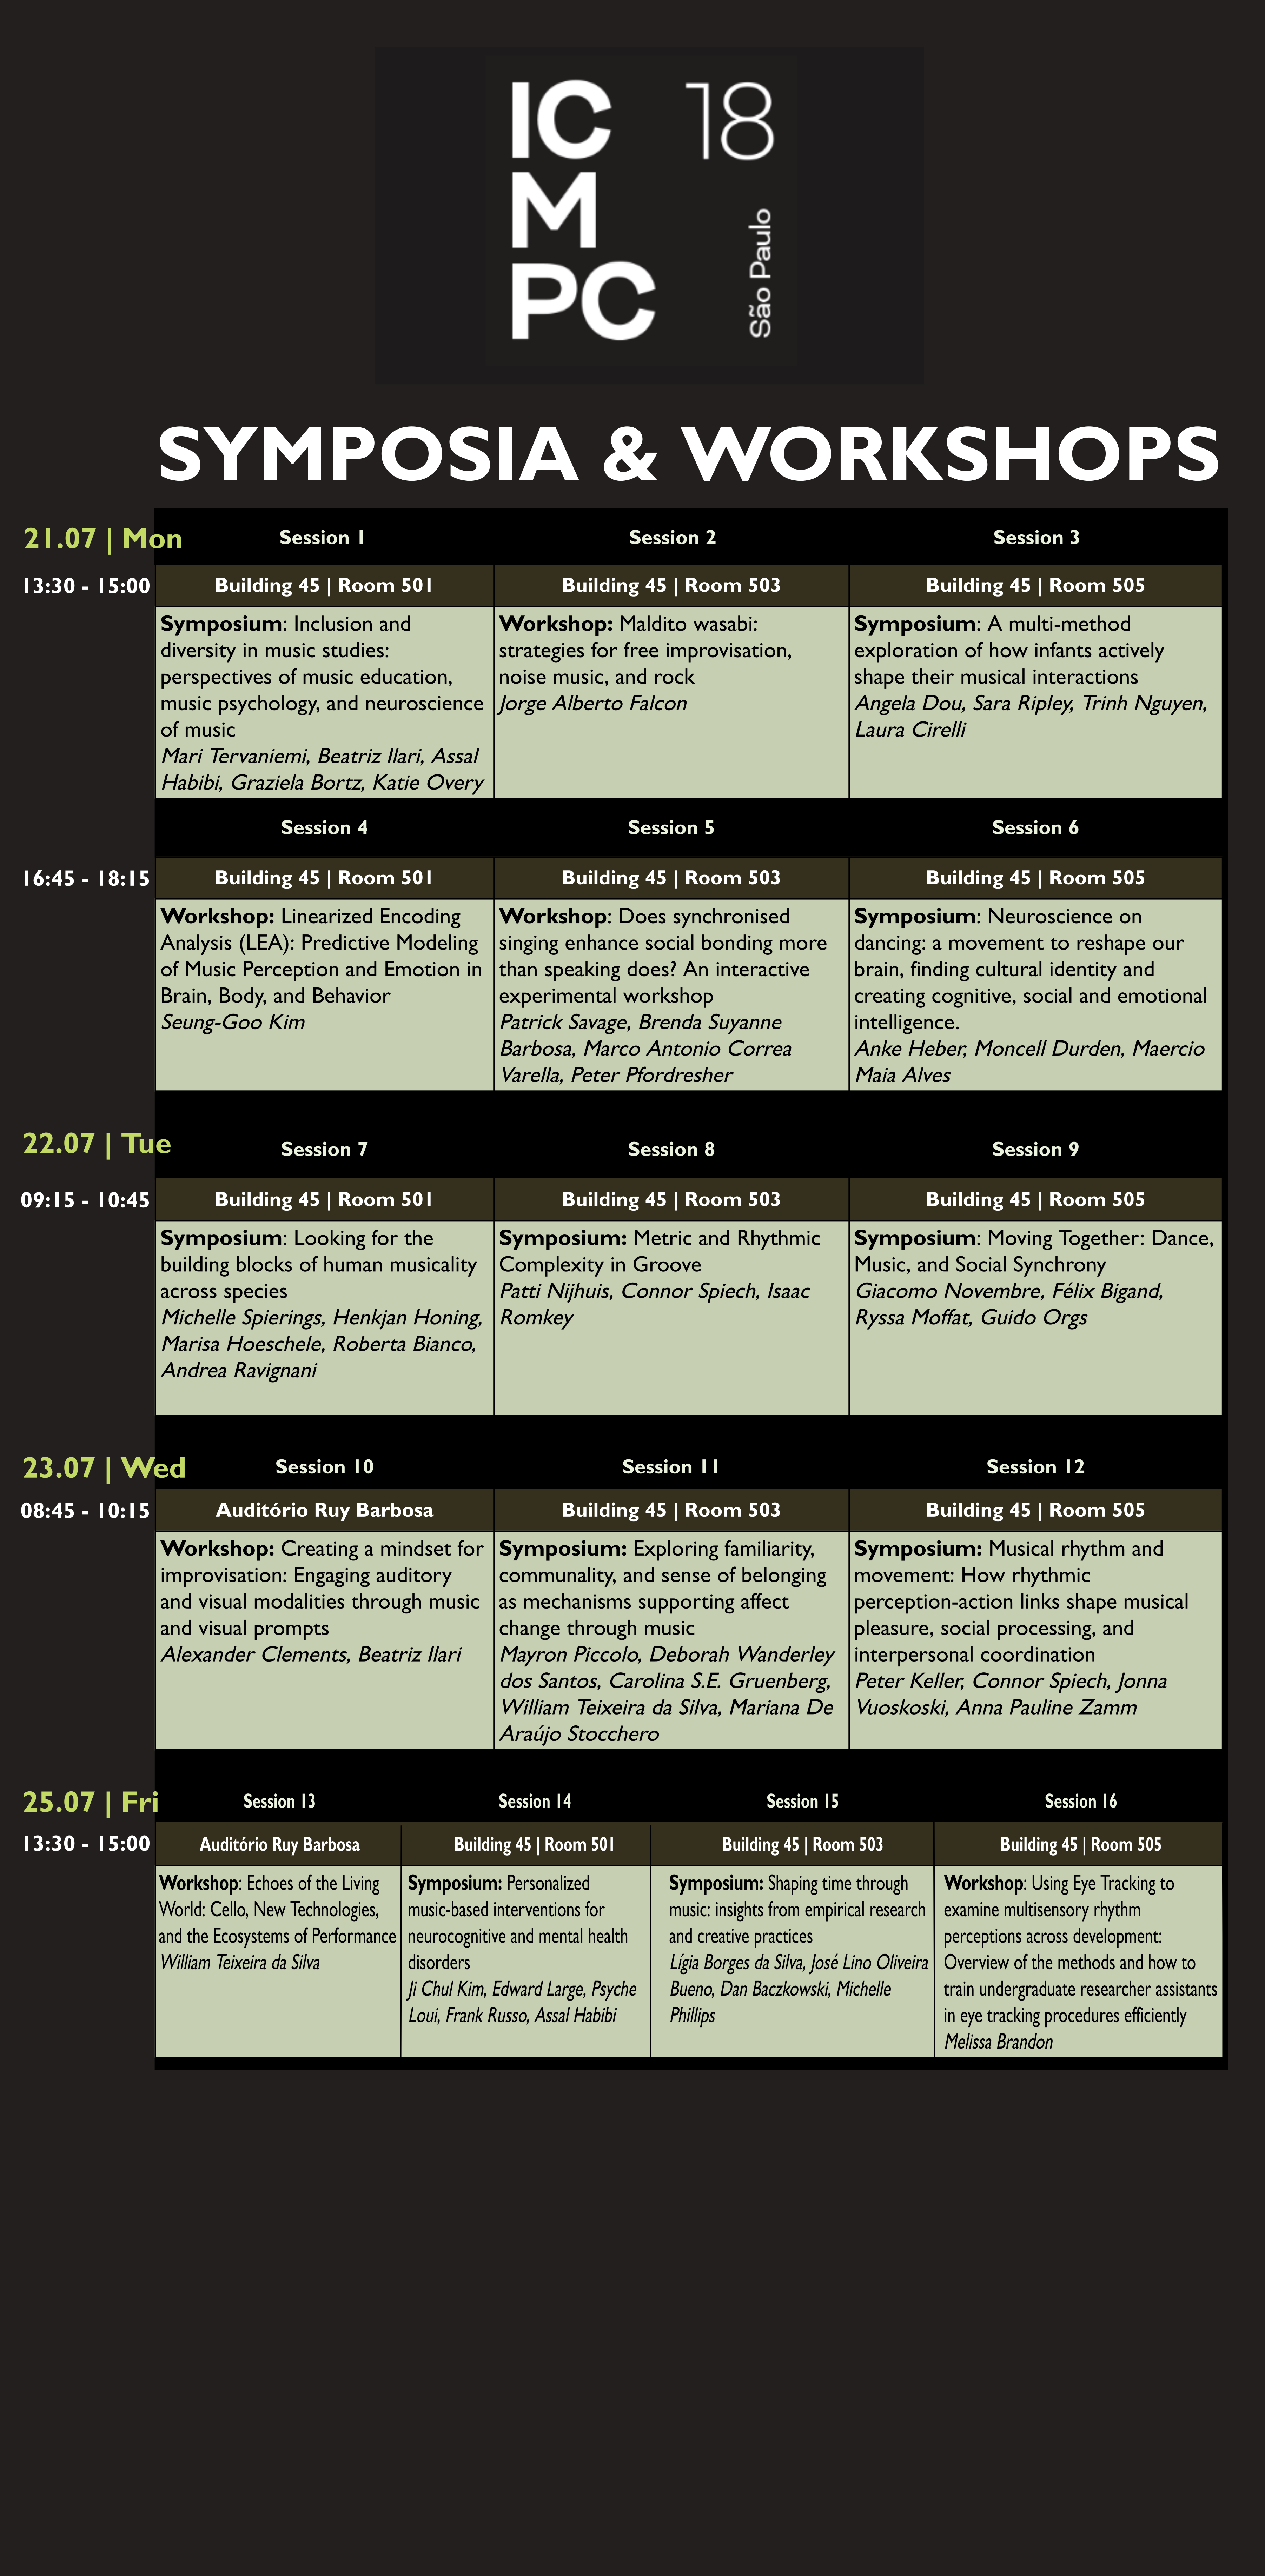 IC 18
M
PC
São Paulo
SYMPOSIA & WORKSHOPS
21.07 | Mon
Session 1
Session 2
Session 3
13:30 - 15:00
Building 45 | Room 501
Building 45 | Room 503
Building 45 | Room 505
Symposium: Inclusion and
diversity in music studies:
perspectives of music education,
music psychology, and neuroscience
of music
Mari Tervaniemi, Beatriz Ilari, Assal
Habibi, Graziela Bortz, Katie Overy
Workshop: Maldito wasabi:
strategies for free improvisation,
noise music, and rock
Jorge Alberto Falcon
Symposium: A multi-method
exploration of how infants actively
shape their musical interactions
Angela Dou, Sara Ripley, Trinh Nguyen,
Laura Cirelli
Session 4
Session 5
Session 6
16:45 - 18:15
Building 45 | Room 501
Building 45 | Room 503
Building 45 | Room 505
Workshop: Linearized Encoding
Analysis (LEA): Predictive Modeling
of Music Perception and Emotion in
Brain, Body, and Behavior
Seung-Goo Kim
Workshop: Does synchronised
singing enhance social bonding more
than speaking does? An interactive
experimental workshop
Patrick Savage, Brenda Suyanne
Barbosa, Marco Antonio Correa
Varella, Peter Pfordresher
Symposium: Neuroscience on
dancing: a movement to reshape our
brain, finding cultural identity and
creating cognitive, social and emotional
intelligence.
Anke Heber, Moncell Durden, Maercio
Maia Alves
22.07 | Tue
Session 7
Session 8
Session 9
09:15 - 10:45
Building 45 | Room 501
Building 45 | Room 503
Building 45 | Room 505
Symposium: Looking for the
building blocks of human musicality
across species
Michelle Spierings, Henkjan Honing,
Marisa Hoeschele, Roberta Bianco,
Andrea Ravignani
Symposium: Metric and Rhythmic
Complexity in Groove
Patti Nijhuis, Connor Spiech, Isaac
Romkey
Symposium: Moving Together: Dance,
Music, and Social Synchrony
Giacomo Novembre, Félix Bigand,
Ryssa Moffat, Guido Orgs
23.07 | Wed
Session 10
Session 11
Session 12
08:45 - 10:15
Auditório Ruy Barbosa
Building 45 | Room 503
Building 45 | Room 505
Workshop: Creating a mindset for
improvisation: Engaging auditory
and visual modalities through music
and visual prompts
Alexander Clements, Beatriz Ilari
Symposium: Exploring familiarity,
communality, and sense of belonging
as mechanisms supporting affect
change through music
Mayron Piccolo, Deborah Wanderley
dos Santos, Carolina S.E. Gruenberg,
William Teixeira da Silva, Mariana De
Araújo Stocchero
Symposium: Musical rhythm and
movement: How rhythmic
perception-action links shape musical
pleasure, social processing, and
interpersonal coordination
Peter Keller, Connor Spiech, Jonna
Vuoskoski, Anna Pauline Zamm
25.07 | Fri
Session 13
Session 14
Session 15
Session 16
13:30 - 15:00
Auditório Ruy Barbosa
Building 45 | Room 501
Building 45 | Room 503
Building 45 | Room 505
Workshop: Echoes of the Living
World: Cello, New Technologies,
and the Ecosystems of Performance
William Teixeira da Silva
Symposium: Personalized
music-based interventions for
neurocognitive and mental health
disorders
Ji Chul Kim, Edward Large, Psyche
Loui, Frank Russo, Assal Habibi
Symposium: Shaping time through
music: insights from empirical research
and creative practices
Lígia Borges da Silva, José Lino Oliveira
Bueno, Dan Baczkowski, Michelle
Phillips
Workshop: Using Eye Tracking to
examine multisensory rhythm
perceptions across development:
Overview of the methods and how to
train undergraduate researcher assistants
in eye tracking procedures efficiently
Melissa Brandon